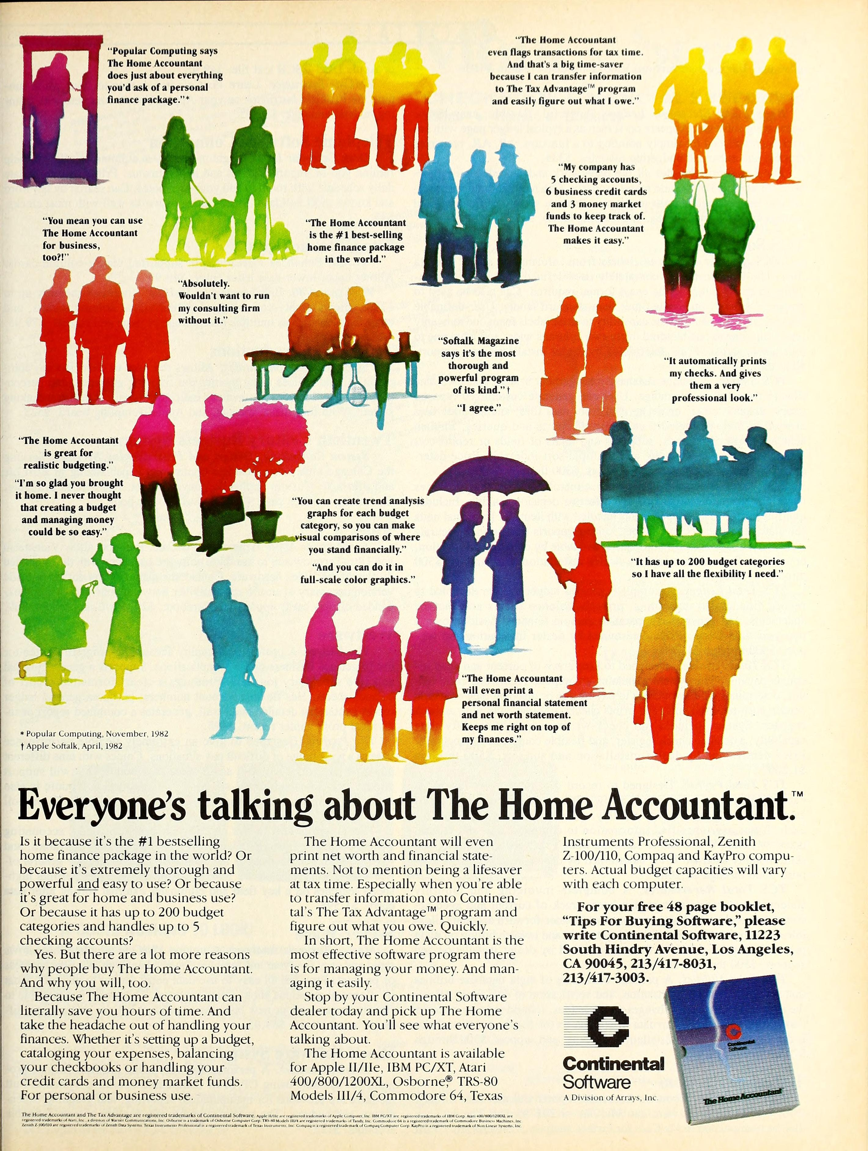 "Popular Computing says
The Home Accountant
does just about everything
you'd ask of a personal
finance package."*
"The Home Accountant
even flags transactions for tax time.
And that's a big time-saver
because I can transfer information
to The Tax Advantage™ program
and easily figure out what I owe."
"You mean you can use
The Home Accountant
for business,
too?!"
"The Home Accountant
is the #1 best-selling
home finance package
in the world."
"My company has
5 checking accounts,
6 business credit cards
and 3 money market
funds to keep track of.
The Home Accountant
makes it easy."
"Absolutely.
Wouldn't want to run
my consulting firm
without it."
"Softalk Magazine
says it's the most
thorough and
powerful program
of its kind."†
"I agree."
"It automatically prints
my checks. And gives
them a very
professional look."
"The Home Accountant
is great for
realistic budgeting."
"I'm so glad you brought
it home. I never thought
that creating a budget
and managing money
could be so easy."
"You can create trend analysis
graphs for each budget
category, so you can make
visual comparisons of where
you stand financially."
"And you can do it in
full-scale color graphics."
"It has up to 200 budget categories
so I have all the flexibility I need."
"The Home Accountant
will even print a
personal financial statement
and net worth statement.
Keeps me right on top of
my finances."
* Popular Computing, November, 1982
† Apple Softalk, April, 1982
Everyone's talking about The Home Accountant.™
Is it because it's the #1 bestselling
home finance package in the world? Or
because it's extremely thorough and
powerful and easy to use? Or because
it's great for home and business use?
Or because it has up to 200 budget
categories and handles up to 5
checking accounts?
Yes. But there are a lot more reasons
why people buy The Home Accountant.
And why you will, too.
Because The Home Accountant can
literally save you hours of time. And
take the headache out of handling your
finances. Whether it's setting up a budget,
cataloging your expenses, balancing
your checkbooks or handling your
credit cards and money market funds.
For personal or business use.
The Home Accountant will even
print net worth and financial state-
ments. Not to mention being a lifesaver
at tax time. Especially when you're able
to transfer information onto Continen-
tal's The Tax Advantage™ program and
figure out what you owe. Quickly.
In short, The Home Accountant is the
most effective software program there
is for managing your money. And man-
aging it easily.
Stop by your Continental Software
dealer today and pick up The Home
Accountant. You'll see what everyone's
talking about.
The Home Accountant is available
for Apple II/IIe, IBM PC/XT, Atari
400/800/1200XL, Osborne,® TRS-80
Models III/4, Commodore 64, Texas
Instruments Professional, Zenith
Z-100/110, Compaq and KayPro compu-
ters. Actual budget capacities will vary
with each computer.
For your free 48 page booklet,
"Tips For Buying Software," please
write Continental Software, 11223
South Hindry Avenue, Los Angeles,
CA 90045, 213/417-8031,
213/417-3003.
Continental
Software
A Division of Arrays, Inc.
Continental
Software
The Home Accountant
The Home Accountant and The Tax Advantage are registered trademarks of Continental Software.